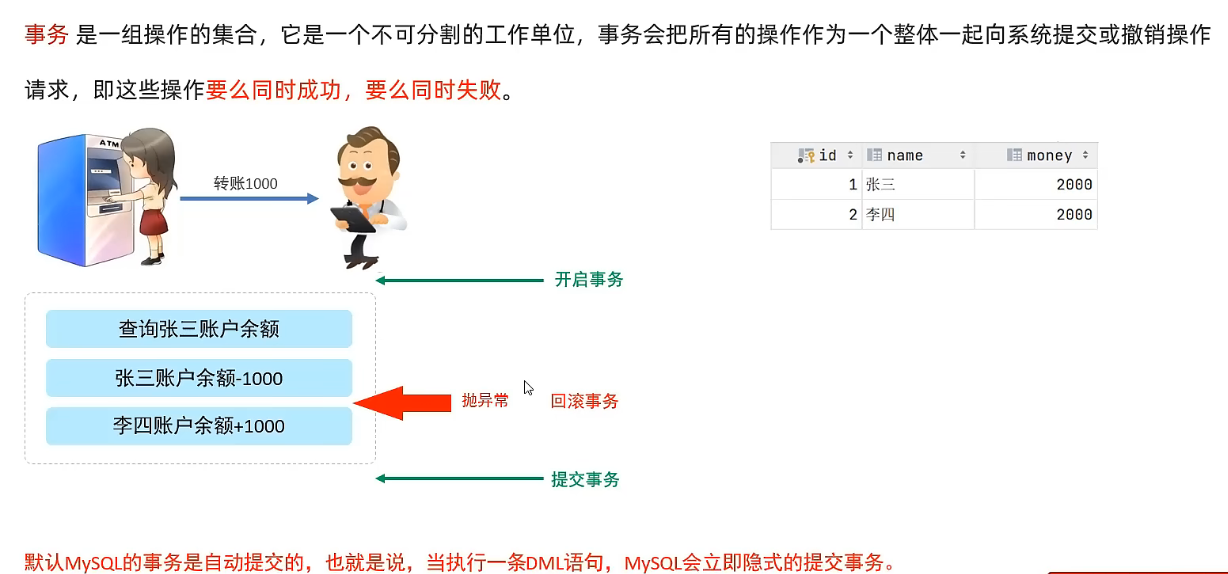 事务 是一组操作的集合，它是一个不可分割的工作单位，事务会把所有的操作作为一个整体一起向系统提交或撤销操作
请求，即这些操作要么同时成功，要么同时失败。
ATM
转账1000
id name money
1 张三 2000
2 李四 2000
开启事务
查询张三账户余额
张三账户余额-1000
抛异常 回滚事务
李四账户余额+1000
提交事务
默认MySQL的事务是自动提交的，也就是说，当执行一条DML语句，MySQL会立即隐式的提交事务。